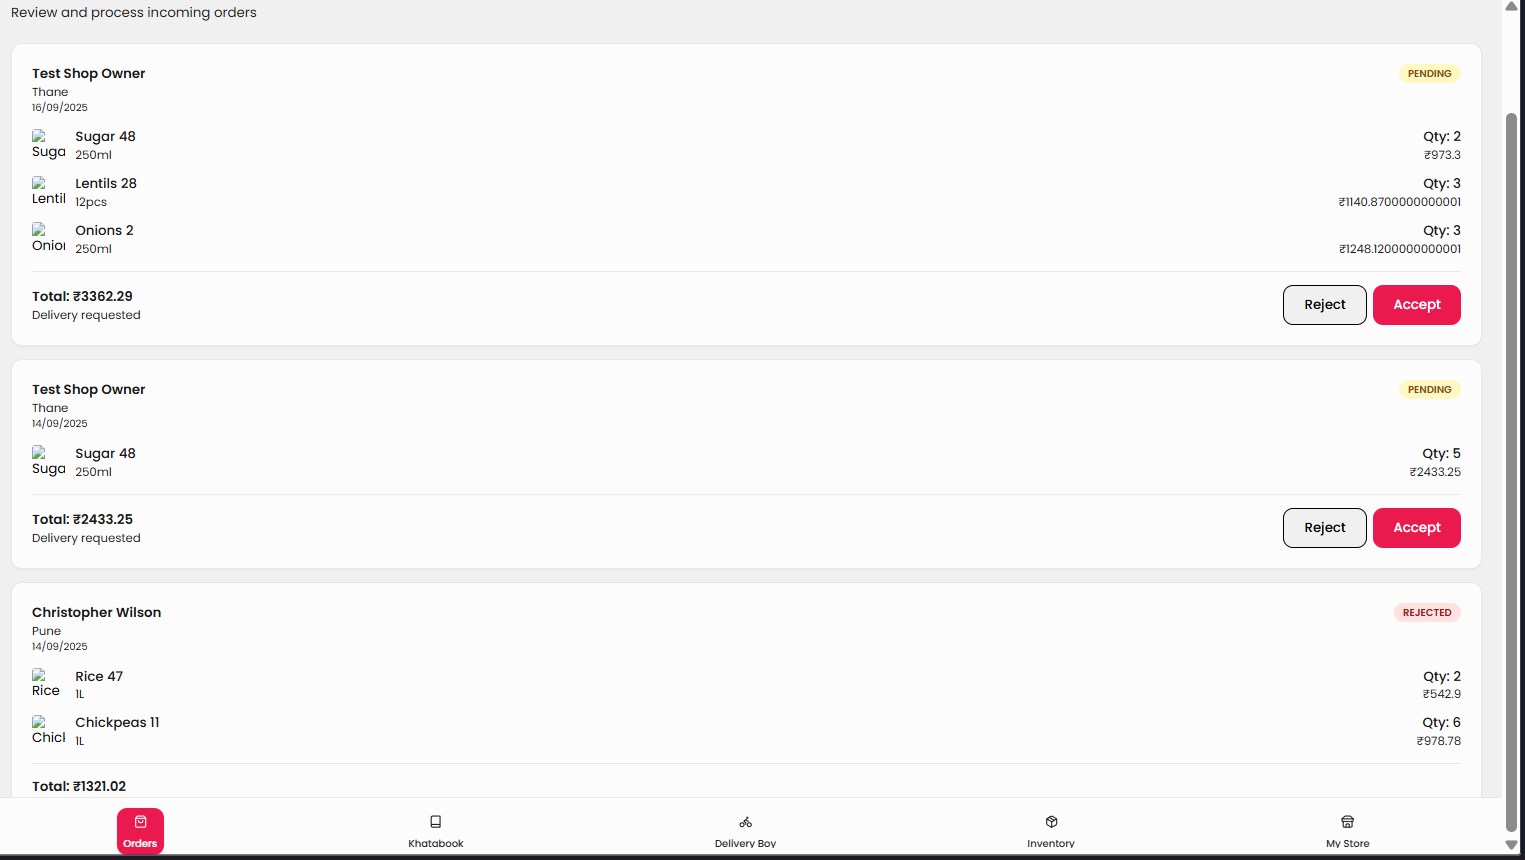 Review and process incoming orders
Test Shop Owner
PENDING
Thane
16/09/2025
Suga
Sugar 48
250ml
Qty: 2
₹973.3
Lentil
Lentils 28
12pcs
Qty: 3
₹1140.8700000000001
Onio
Onions 2
250ml
Qty: 3
₹1248.1200000000001
Total: ₹3362.29
Delivery requested
Reject
Accept
Test Shop Owner
PENDING
Thane
14/09/2025
Suga
Sugar 48
250ml
Qty: 5
₹2433.25
Total: ₹2433.25
Delivery requested
Reject
Accept
Christopher Wilson
REJECTED
Pune
14/09/2025
Rice
Rice 47
1L
Qty: 2
₹542.9
Chick
Chickpeas 11
1L
Qty: 6
₹978.78
Total: ₹1321.02
Orders
Khatabook
Delivery Boy
Inventory
My Store